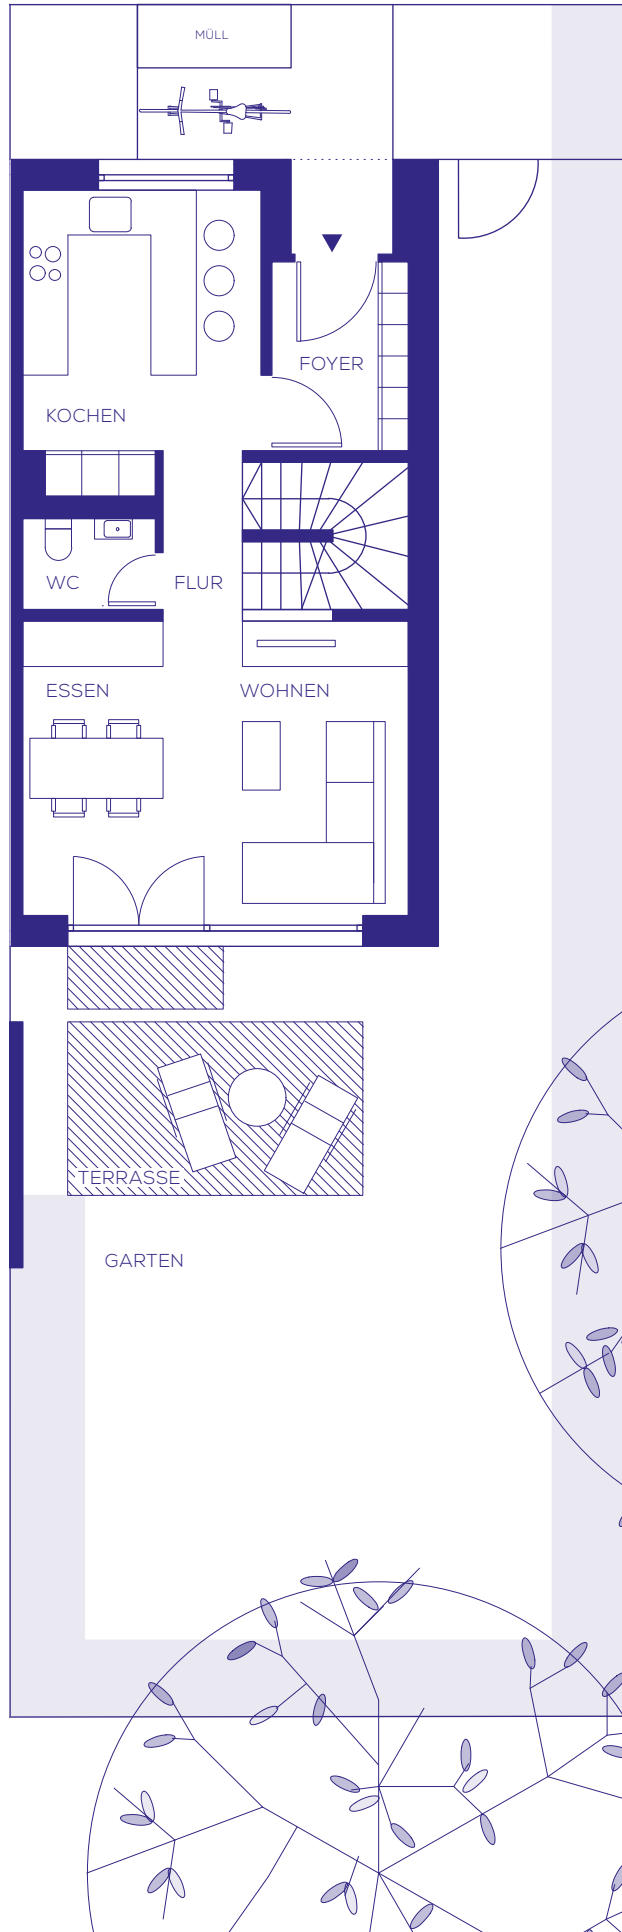 MÜLL
FOYER
KOCHEN
WC
FLUR
ESSEN
WOHNEN
TERRASSE
GARTEN